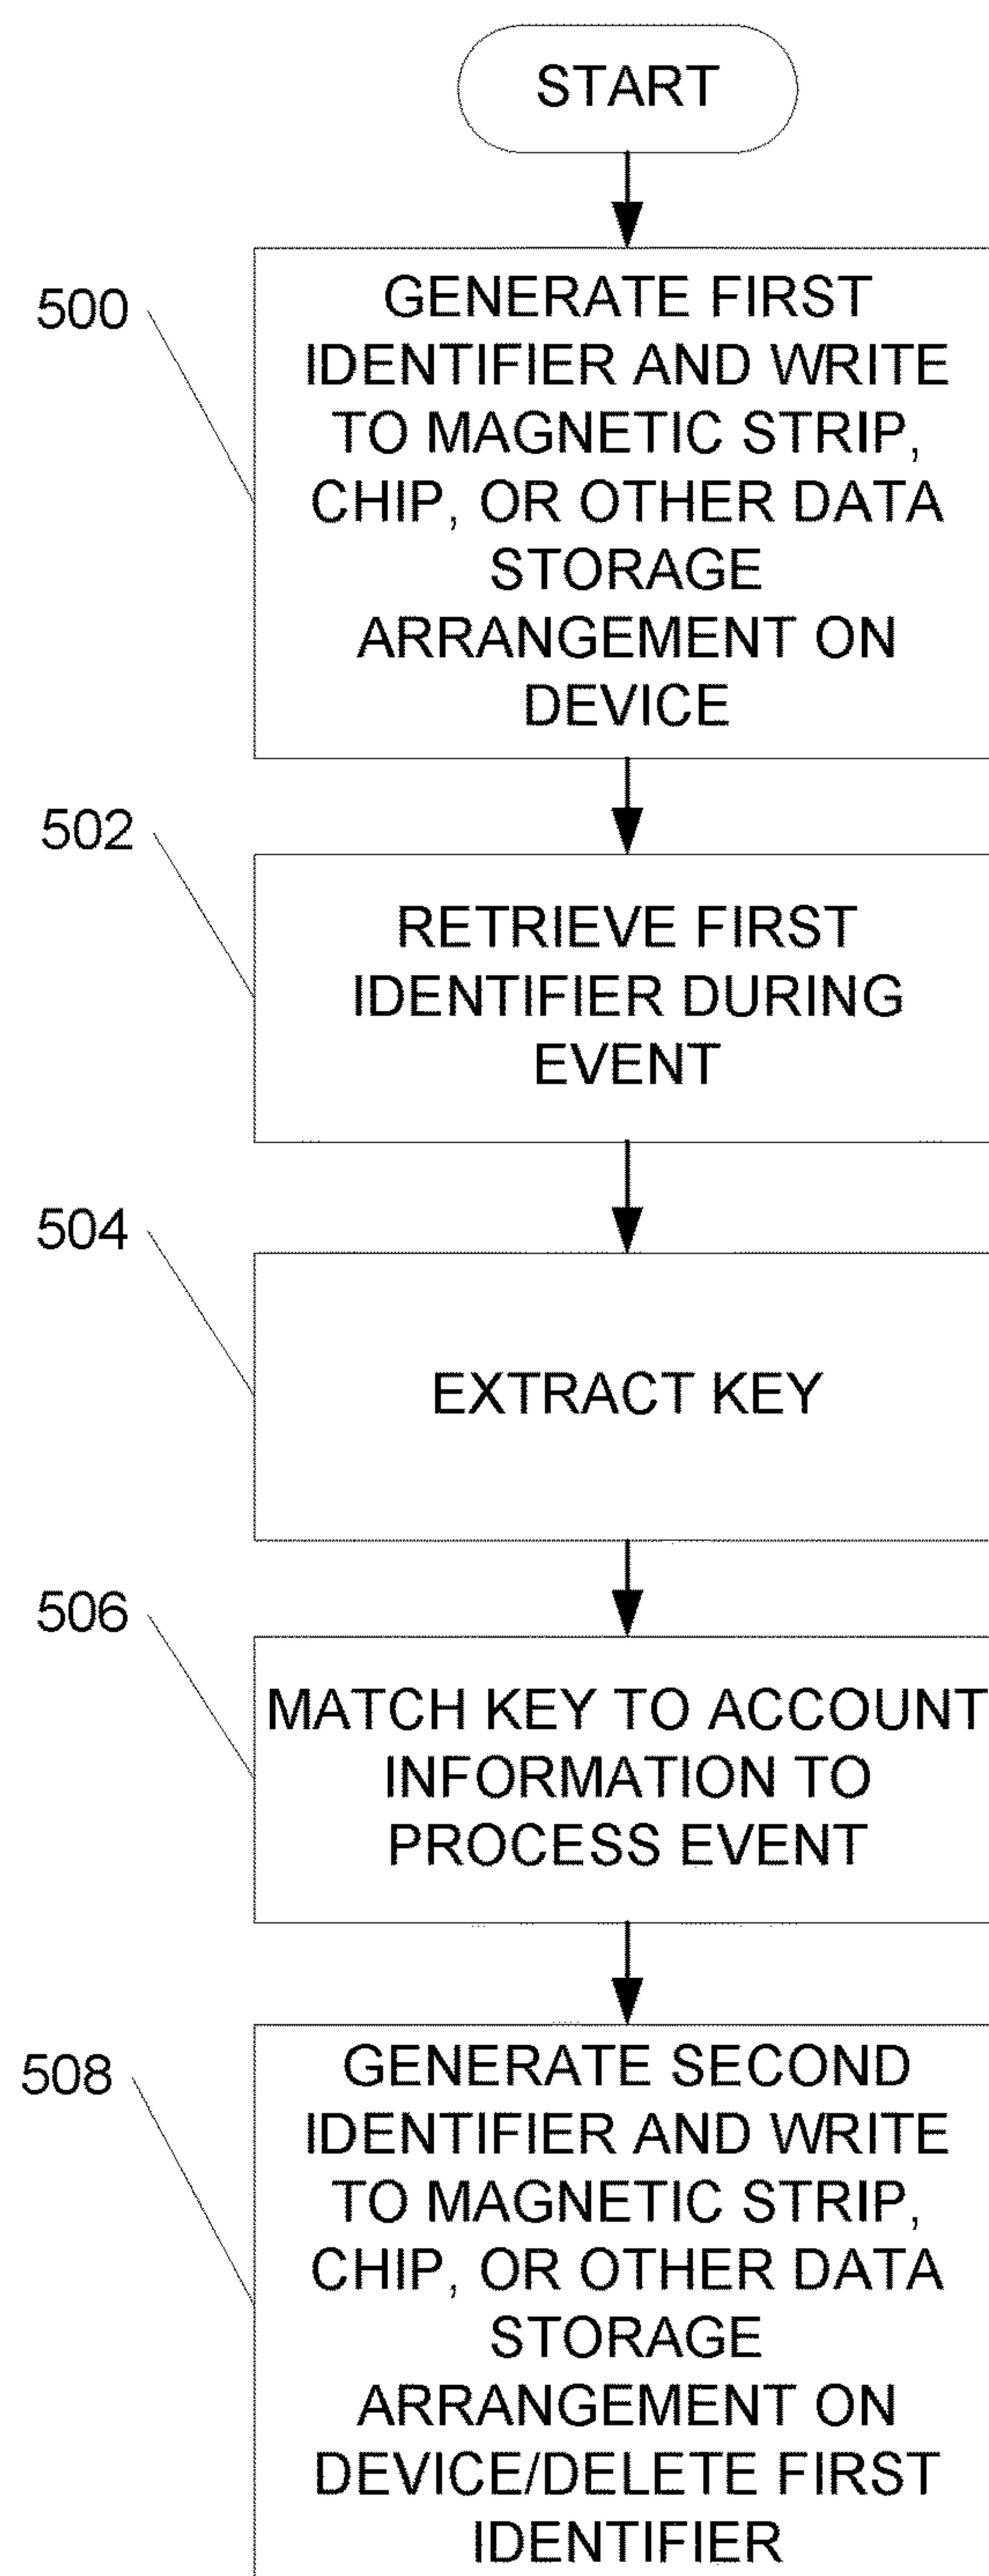 START
500
GENERATE FIRST
IDENTIFIER AND WRITE
TO MAGNETIC STRIP,
CHIP, OR OTHER DATA
STORAGE
ARRANGEMENT ON
DEVICE
502
RETRIEVE FIRST
IDENTIFIER DURING
EVENT
504
EXTRACT KEY
506
MATCH KEY TO ACCOUNT
INFORMATION TO
PROCESS EVENT
508
GENERATE SECOND
IDENTIFIER AND WRITE
TO MAGNETIC STRIP,
CHIP, OR OTHER DATA
STORAGE
ARRANGEMENT ON
DEVICE/DELETE FIRST
IDENTIFIER